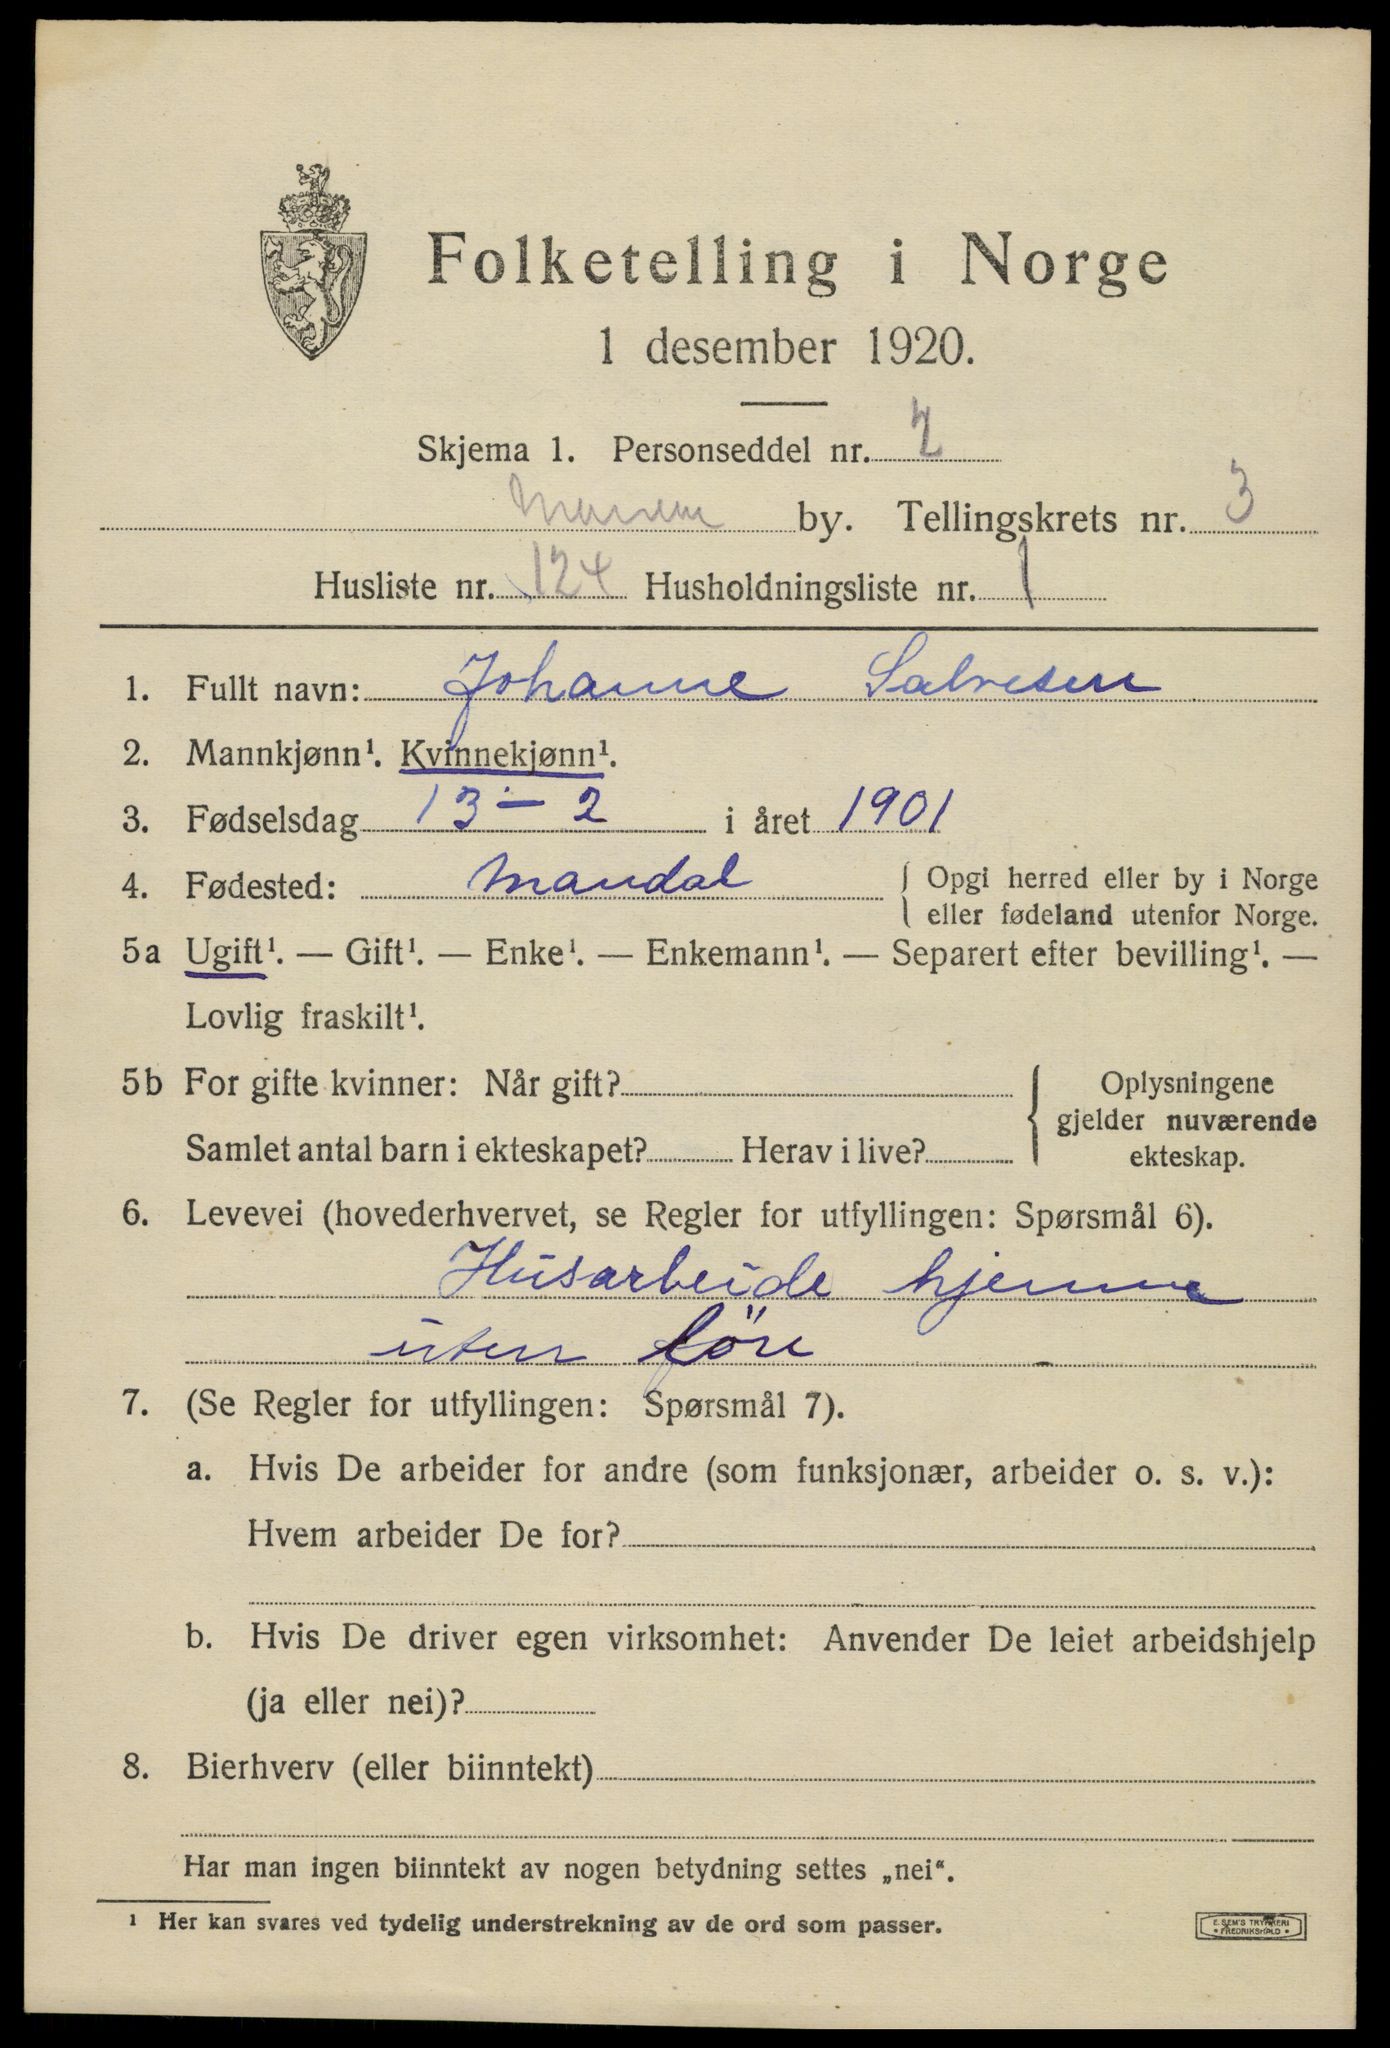 Folketelling i Norge
1 desember 1920.
Skjema 1. Personseddel nr. 2
by. Tellingskrets nr. 3
Husliste nr. 124 Husholdningsliste nr. 1
1. Fullt navn: Johanne Salvesen
2. Mannkjønn¹. Kvinnekjønn¹.
3. Fødselsdag 13-2 i året 1901
4. Fødested: Mandal { Opgi herred eller by i Norge
eller fødeland utenfor Norge.
5a Ugift¹. — Gift¹. — Enke¹. — Enkemann¹. — Separert efter bevilling¹. —
Lovlig fraskilt¹.
5b For gifte kvinner: Når gift? { Oplysningene
gjelder nuværende
Samlet antal barn i ekteskapet? Herav i live? ekteskap.
6. Levevei (hovederhvervet, se Regler for utfyllingen: Spørsmål 6).
Husarbeide hjemme
uten löne
7. (Se Regler for utfyllingen: Spørsmål 7).
a. Hvis De arbeider for andre (som funksjonær, arbeider o. s. v.):
Hvem arbeider De for?
b. Hvis De driver egen virksomhet: Anvender De leiet arbeidshjelp
(ja eller nei)?
8. Bierhverv (eller biinntekt)
Har man ingen biinntekt av nogen betydning settes „nei“.
¹ Her kan svares ved tydelig understrekning av de ord som passer.
E. SEM'S TRYKKERI
* FREDRIKSHALD *